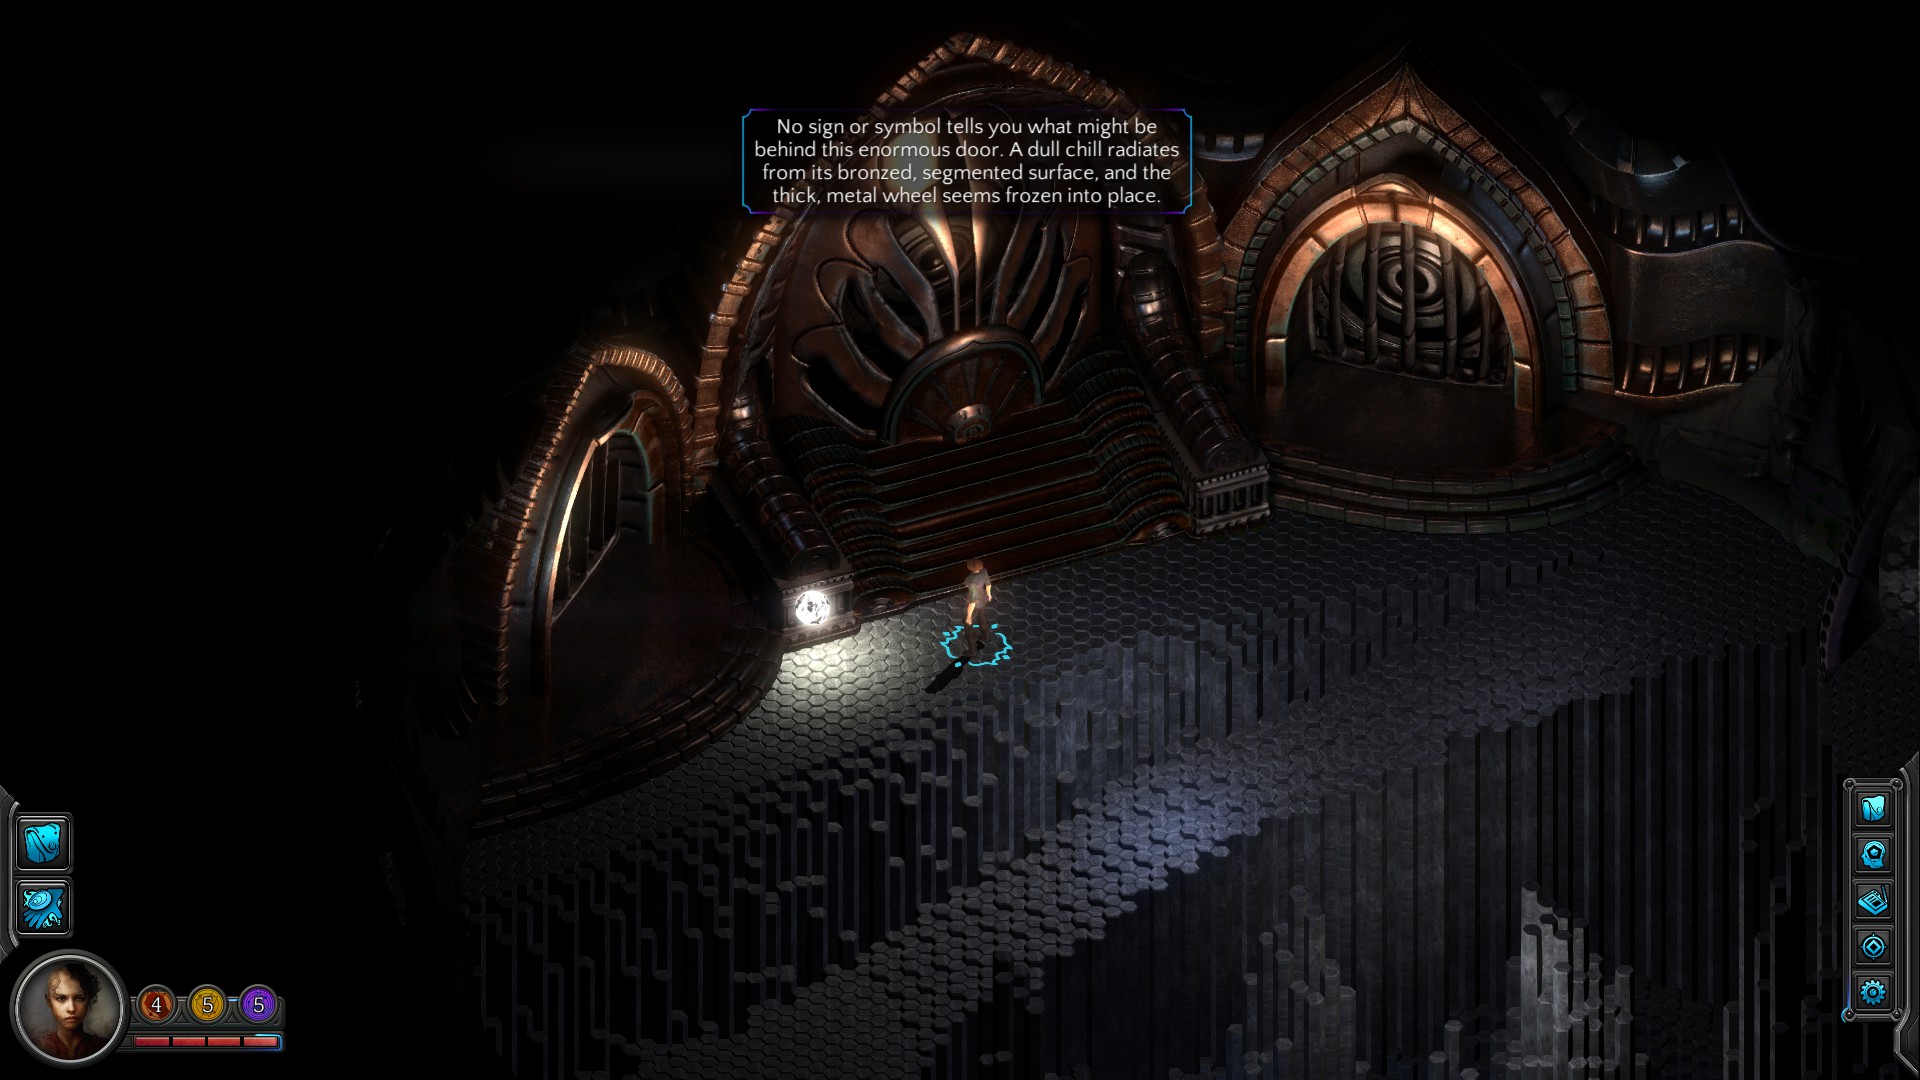 No sign or symbol tells you what might be
behind this enormous door. A dull chill radiates
from its bronzed, segmented surface, and the
thick, metal wheel seems frozen into place.
4
5
5